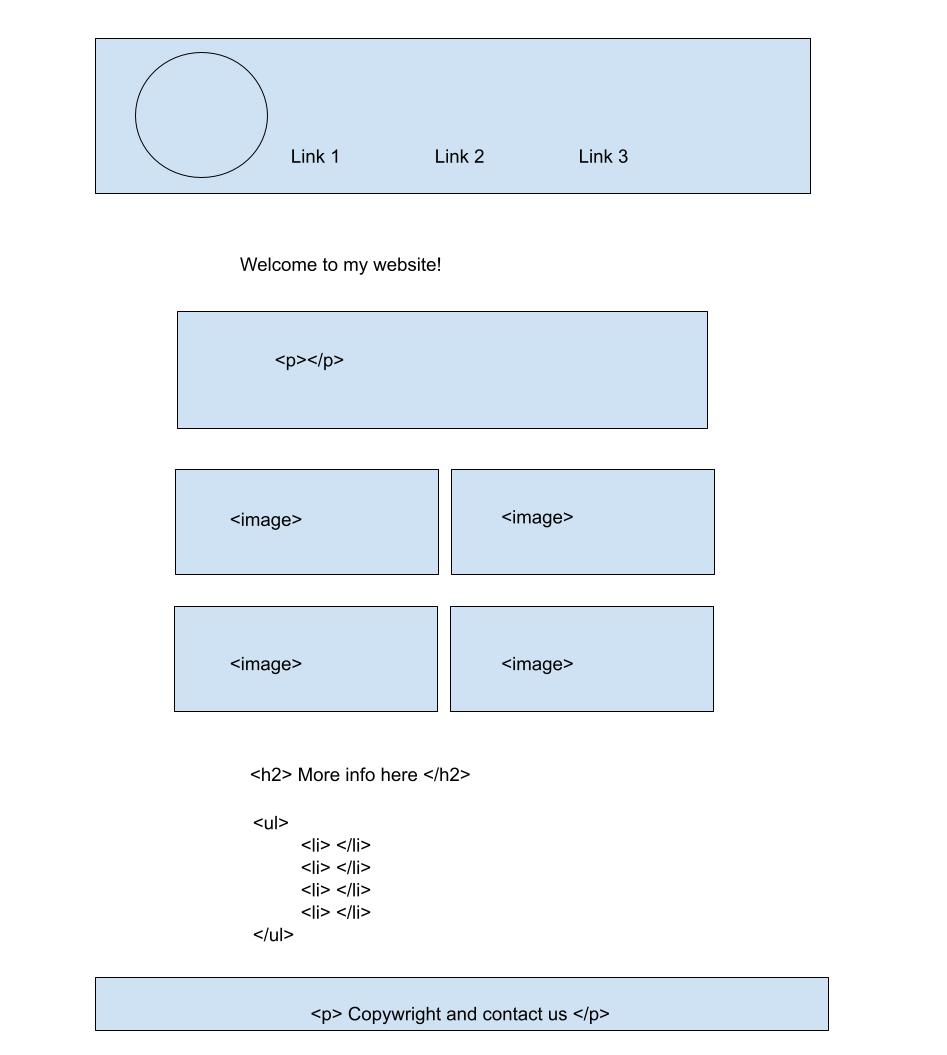 Link 1 Link 2 Link 3
Welcome to my website!
<p></p>
<image> <image>
<image> <image>
<h2> More info here </h2>
<ul>
<li> </li>
<li> </li>
<li> </li>
<li> </li>
</ul>
<p> Copywright and contact us </p>